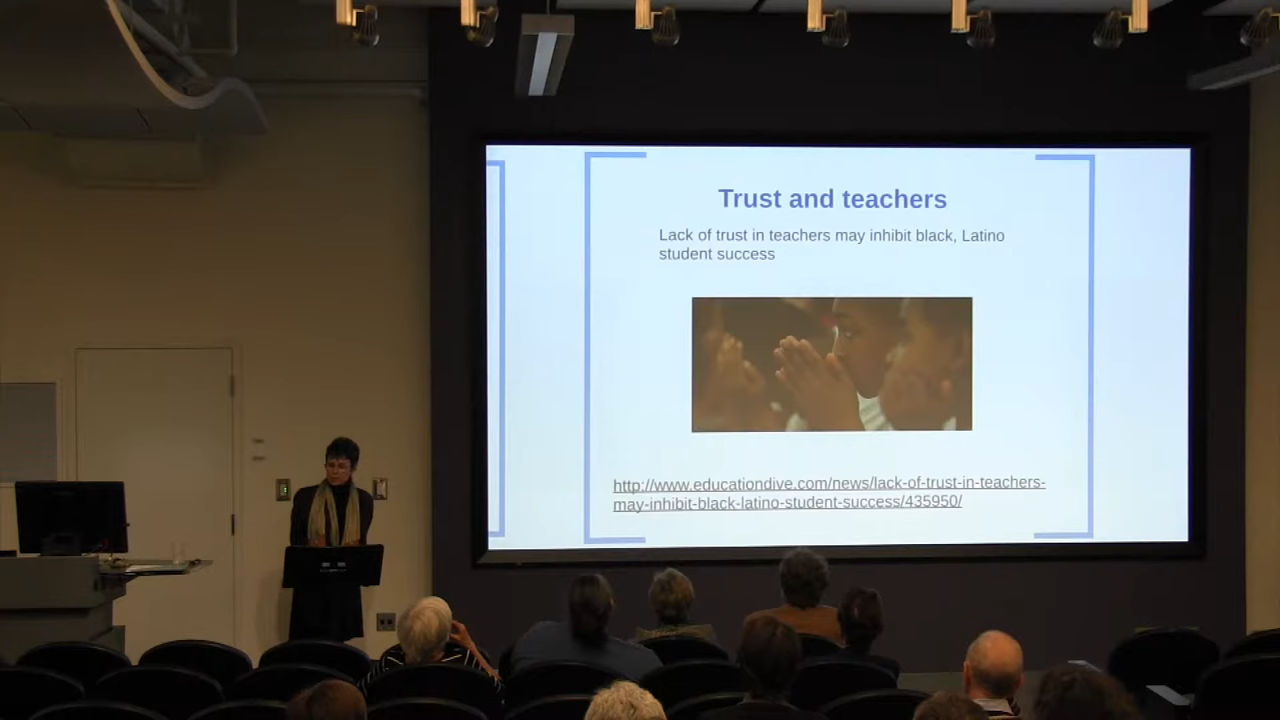 Trust and teachers
Lack of trust in teachers may inhibit black, Latino
student success
http://www.educationdive.com/news/lack-of-trust-in-teachers-
may-inhibit-black-latino-student-success/435950/